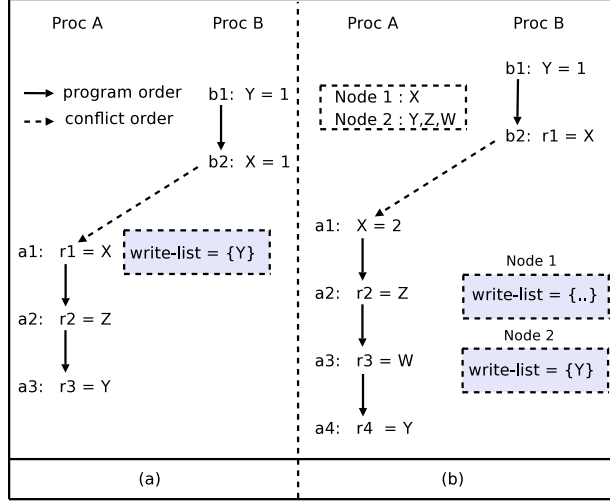 Proc A
Proc B
program order
conflict order
b1: Y = 1
b2: X = 1
a1: r1 = X
write-list = {Y}
a2: r2 = Z
a3: r3 = Y
(a)
Proc A
Proc B
b1: Y = 1
Node 1 : X
Node 2 : Y,Z,W
b2: r1 = X
a1: X = 2
Node 1
a2: r2 = Z
write-list = {..}
Node 2
a3: r3 = W
write-list = {Y}
a4: r4 = Y
(b)